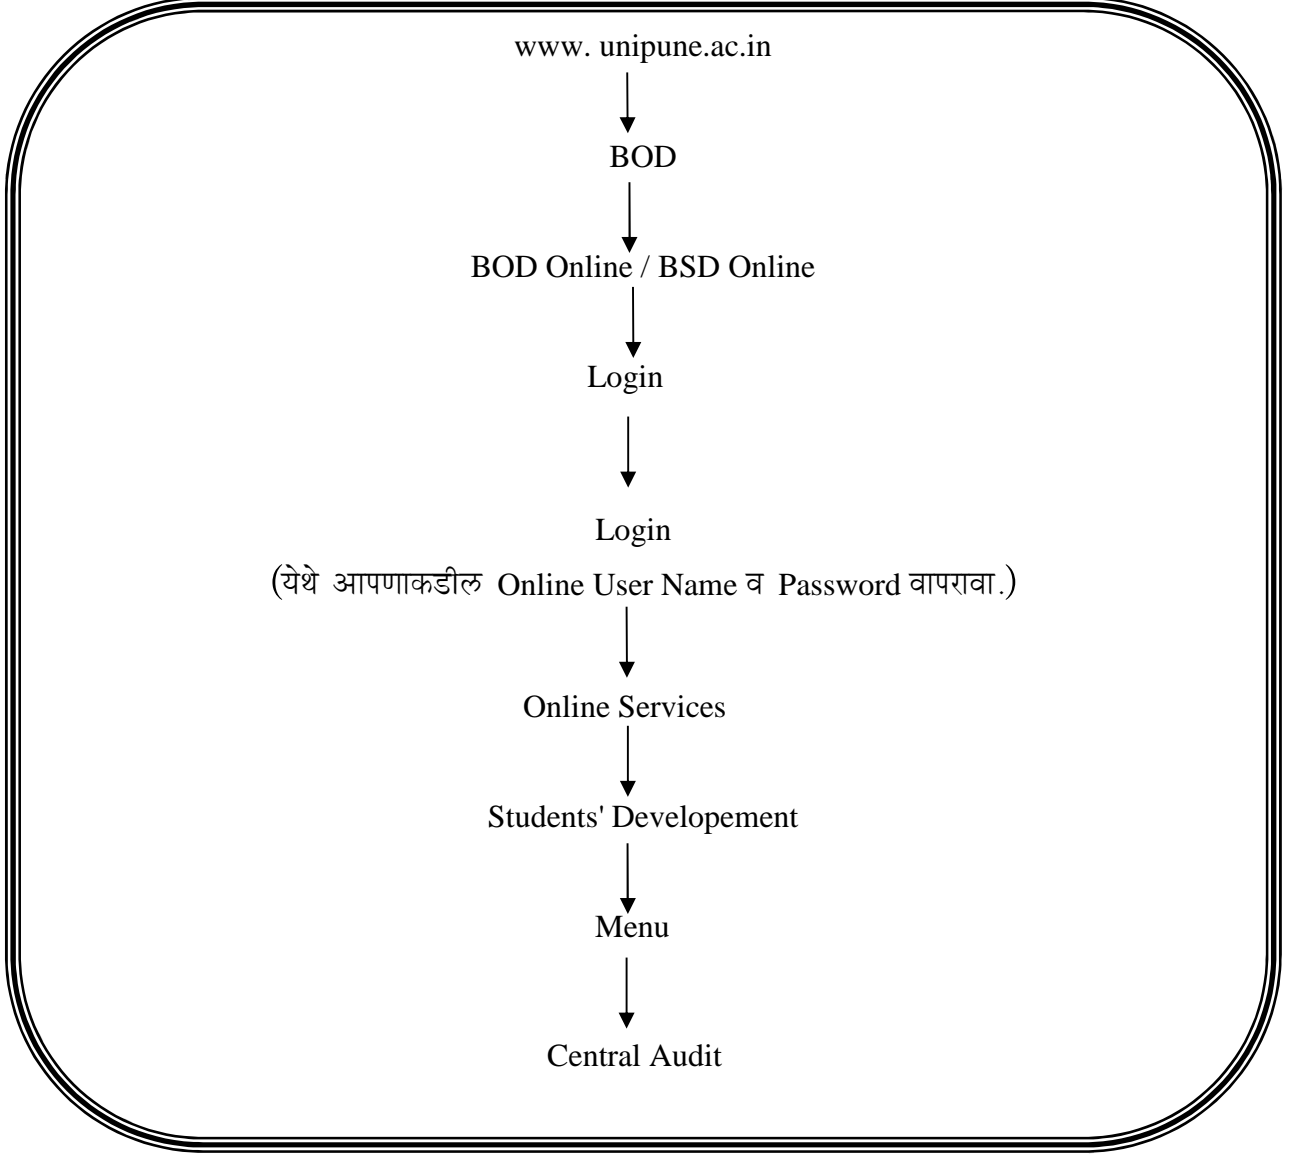 www. unipune.ac.in
BOD
BOD Online / BSD Online
Login
Login
(येथे आपणाकडील Online User Name व Password वापरावा.)
Online Services
Students' Developement
Menu
Central Audit